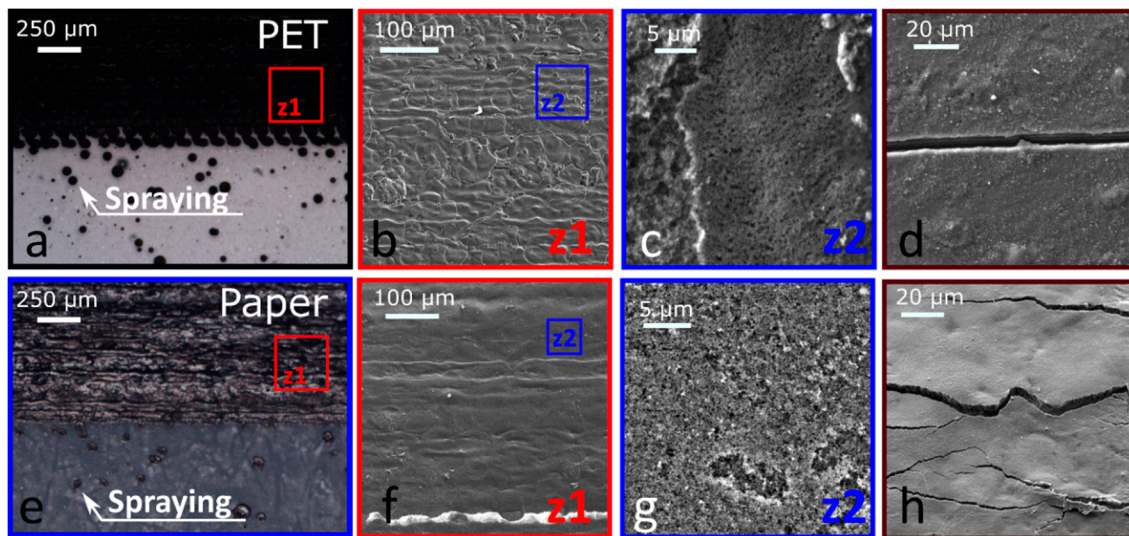 250 µm
PET
z1
Spraying
a
100 µm
z2
b
z1
5 µm
c
z2
20 µm
d
250 µm
Paper
z1
Spraying
e
100 µm
z2
f
z1
5 µm
g
z2
20 µm
h